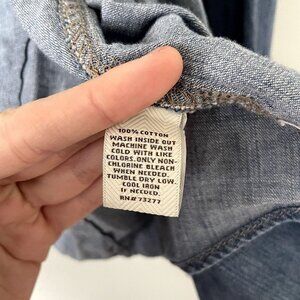 100% COTTON
WASH INSIDE OUT
MACHINE WASH
COLD WITH LIKE
COLORS. ONLY NON-
CHLORINE BLEACH
WHEN NEEDED.
TUMBLE DRY LOW.
COOL IRON
IF NEEDED.
RN# 73277